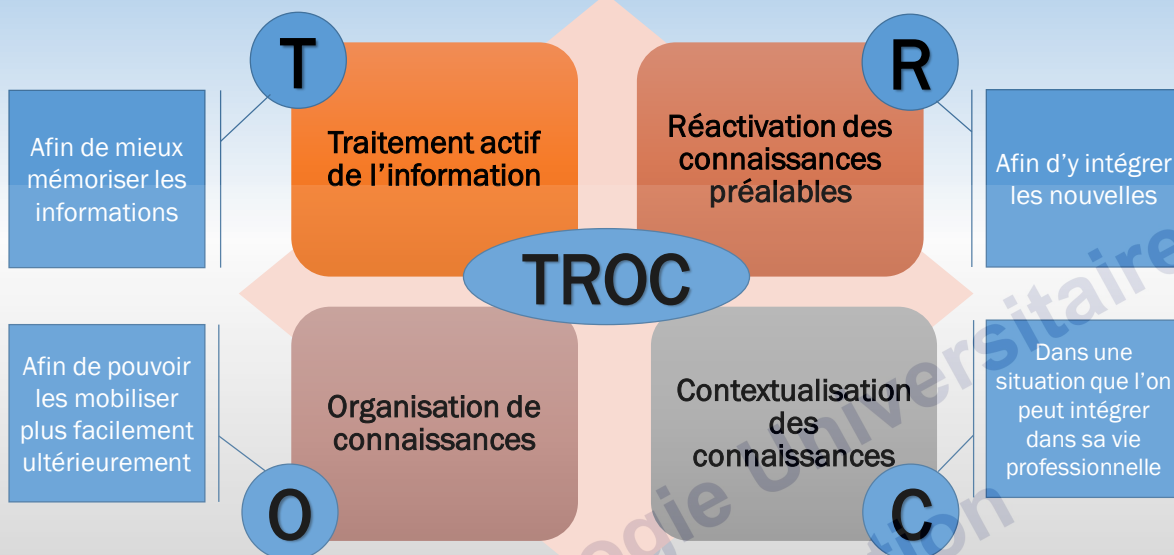 T
Traitement actif
de l’information
Afin de mieux
mémoriser les
informations
R
Réactivation des
connaissances
préalables
Afin d’y intégrer
les nouvelles
TROC
Organisation de
connaissances
O
Afin de pouvoir
les mobiliser
plus facilement
ultérieurement
Contextualisation
des
connaissances
C
Dans une
situation que l’on
peut intégrer
dans sa vie
professionnelle
Universitaire